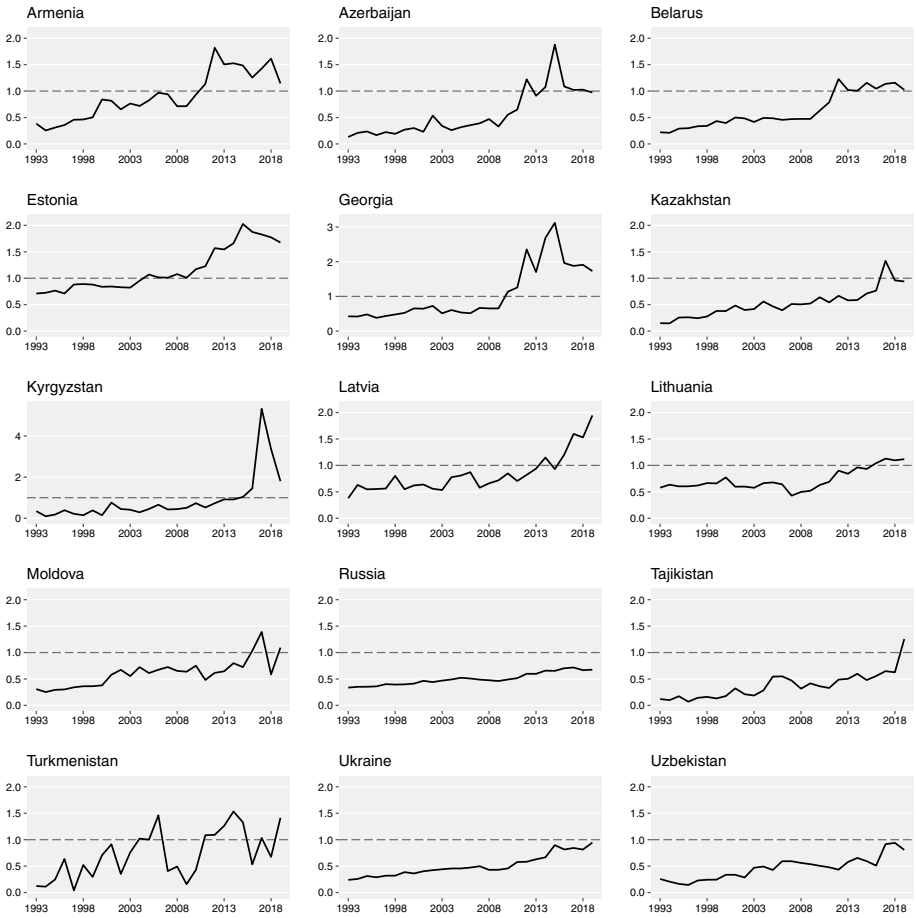 Armenia Azerbaijan Belarus
2.0 2.0 2.0
1.5 1.5 1.5
1.0 1.0 1.0
0.5 0.5 0.5
0.0 0.0 0.0
1993 1998 2003 2008 2013 2018 1993 1998 2003 2008 2013 2018 1993 1998 2003 2008 2013 2018
Estonia Georgia Kazakhstan
2.0 3 2.0
1.5 2 1.5
1.0 1 1.0
0.5 0.5
0.0 0 0.0
1993 1998 2003 2008 2013 2018 1993 1998 2003 2008 2013 2018 1993 1998 2003 2008 2013 2018
Kyrgyzstan Latvia Lithuania
4 2.0 2.0
1.5 1.5
2 1.0 1.0
0.5 0.5
0 0.0 0.0
1993 1998 2003 2008 2013 2018 1993 1998 2003 2008 2013 2018 1993 1998 2003 2008 2013 2018
Moldova Russia Tajikistan
2.0 2.0 2.0
1.5 1.5 1.5
1.0 1.0 1.0
0.5 0.5 0.5
0.0 0.0 0.0
1993 1998 2003 2008 2013 2018 1993 1998 2003 2008 2013 2018 1993 1998 2003 2008 2013 2018
Turkmenistan Ukraine Uzbekistan
2.0 2.0 2.0
1.5 1.5 1.5
1.0 1.0 1.0
0.5 0.5 0.5
0.0 0.0 0.0
1993 1998 2003 2008 2013 2018 1993 1998 2003 2008 2013 2018 1993 1998 2003 2008 2013 2018